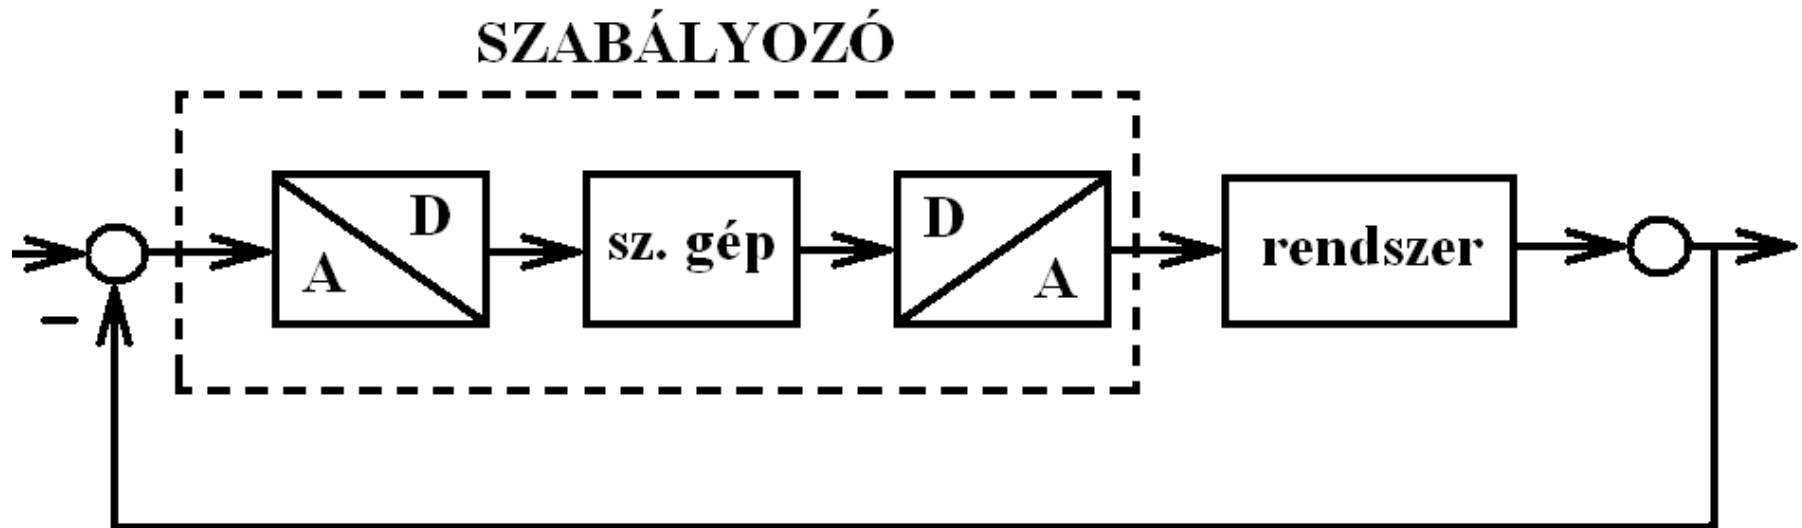 SZABÁLYOZÓ
A
D
sz. gép
D
A
rendszer
–